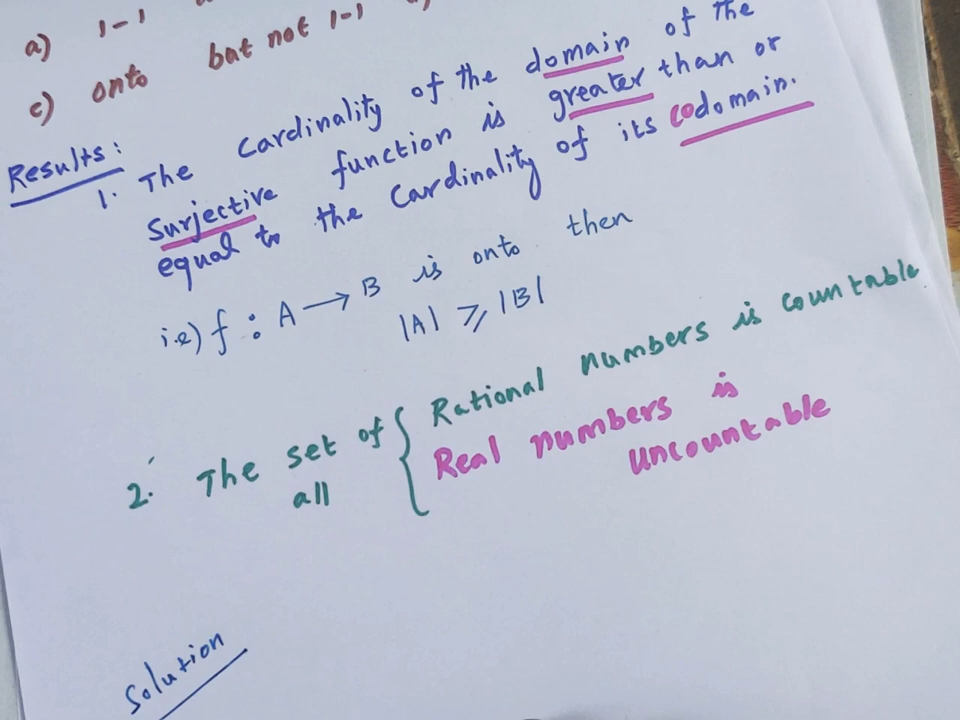 a) 1-1
c) onto but not 1-1
Results:
1. The cardinality of the domain of the
surjective function is greater than or
equal to the cardinality of its codomain.
i.e) f : A → B is onto then
|A| ⩾ |B|
2. The set of all { Rational numbers is countable
Real numbers is
uncountable
Solution